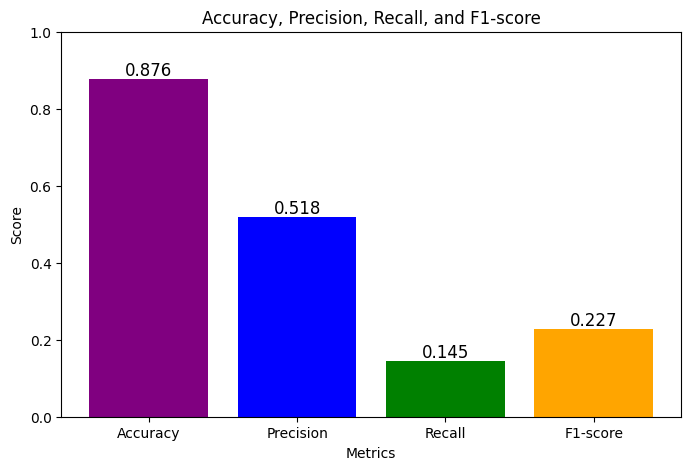 Accuracy, Precision, Recall, and F1-score
1.0
0.8
0.6
0.4
0.2
0.0
Score
0.876
0.518
0.145
0.227
Accuracy Precision Recall F1-score
Metrics